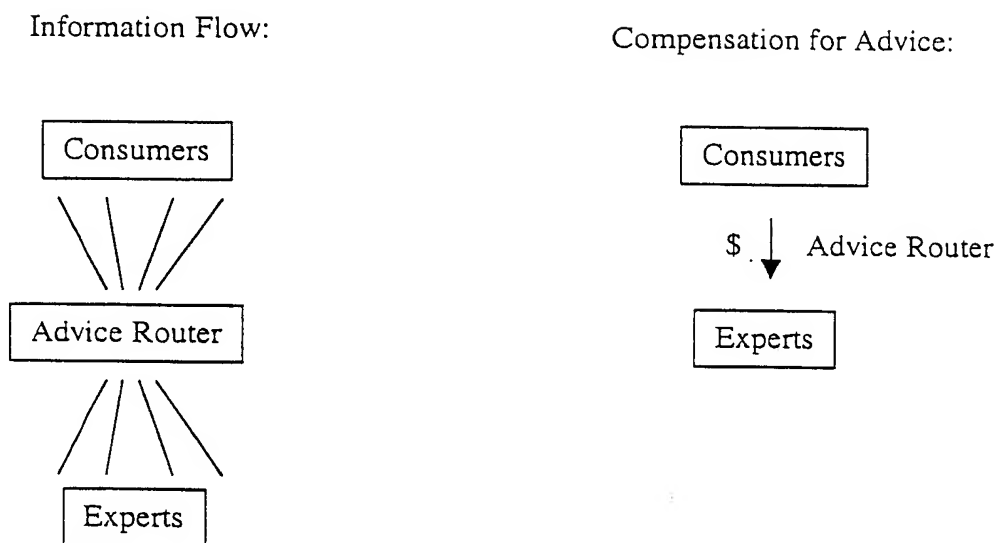 Information Flow:
Consumers
Advice Router
Experts
Compensation for Advice:
Consumers
$ Advice Router
Experts